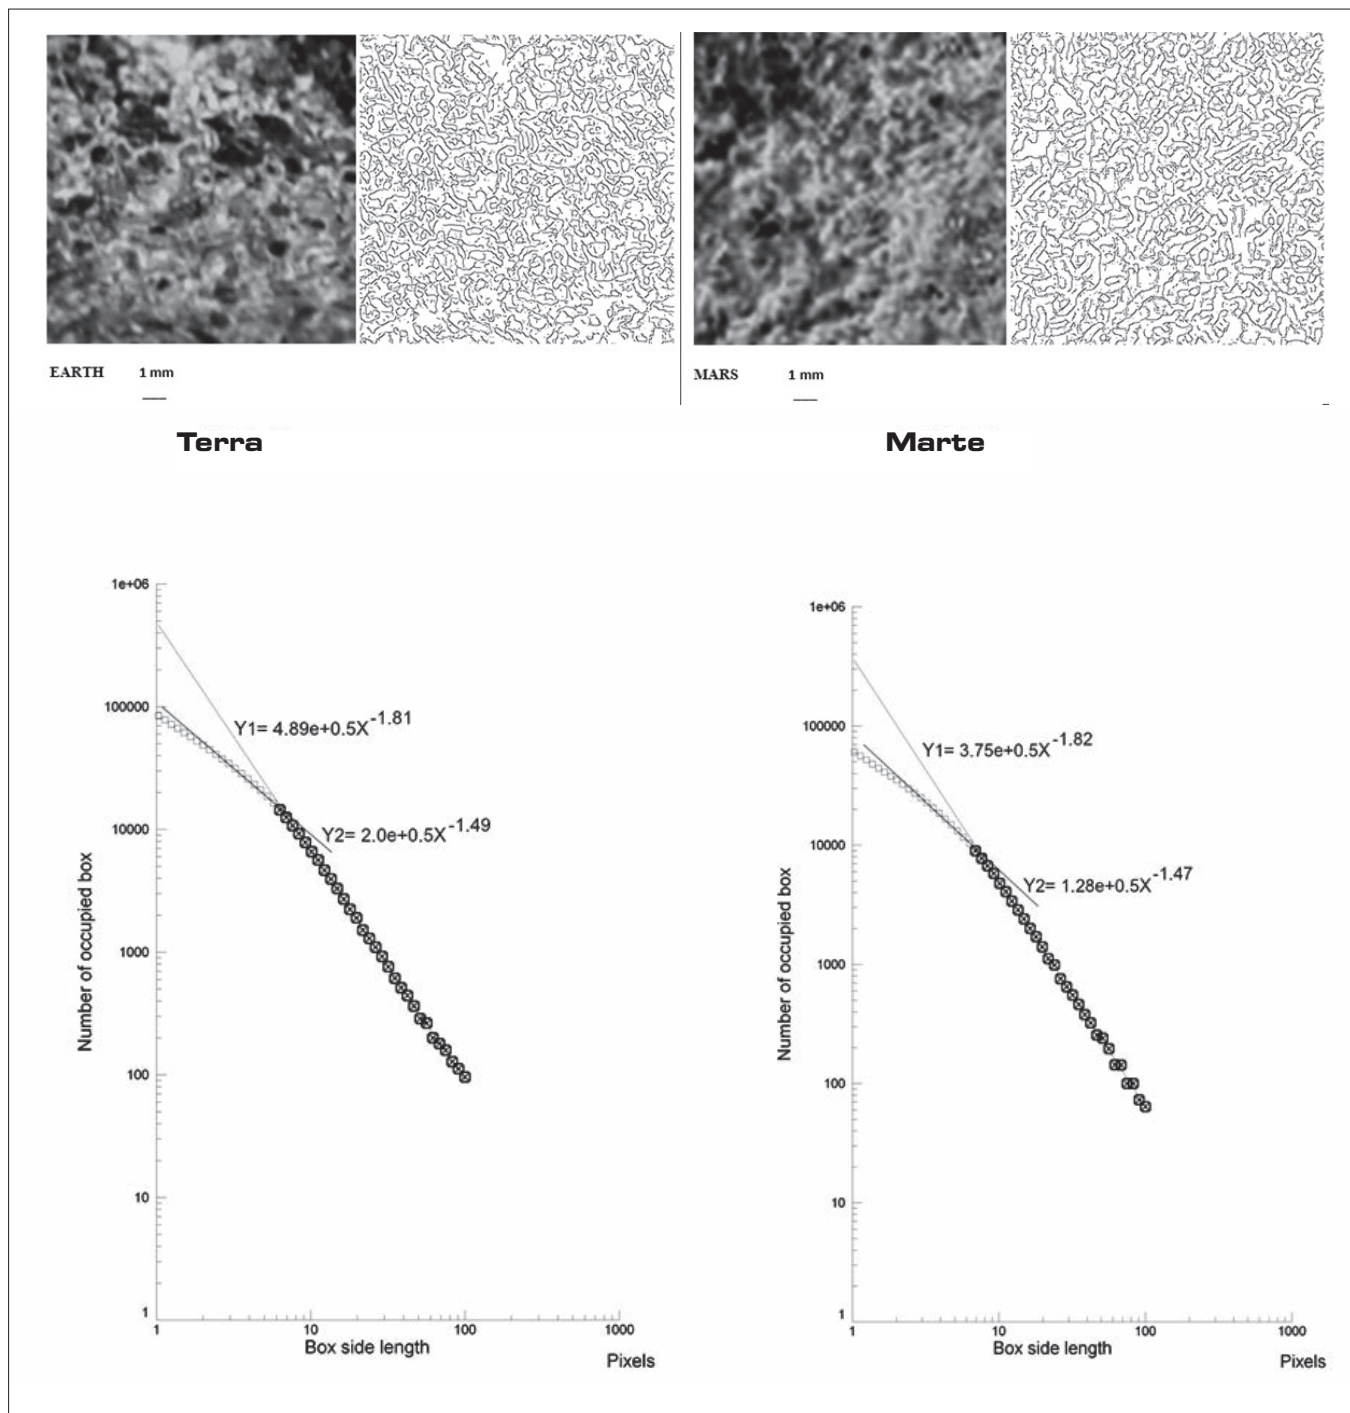 EARTH 1 mm
MARS 1 mm
Terra
Marte
1e+06
100000
10000
1000
100
10
1
Number of occupied box
Y1= 4.89e+0.5X-1.81
Y2= 2.0e+0.5X-1.49
1 10 100 1000
Box side length
Pixels
1e+06
100000
10000
1000
100
10
1
Number of occupied box
Y1= 3.75e+0.5X-1.82
Y2= 1.28e+0.5X-1.47
1 10 100 1000
Box side length
Pixels